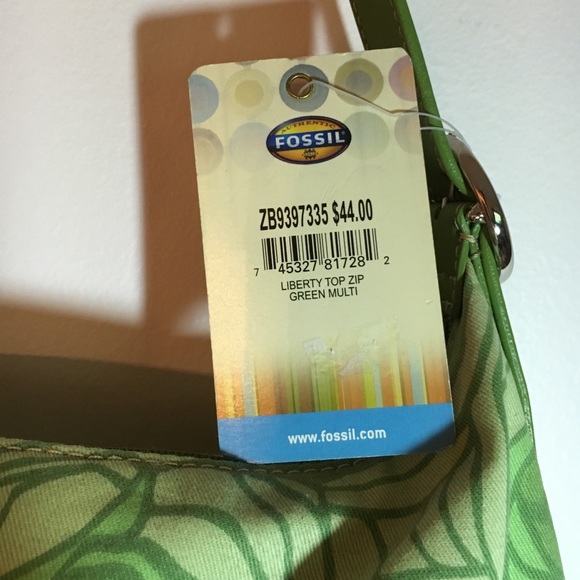 AUTHENTIC
FOSSIL
ZB9397335 $44.00
7 45327 81728 2
LIBERTY TOP ZIP
GREEN MULTI
www.fossil.com